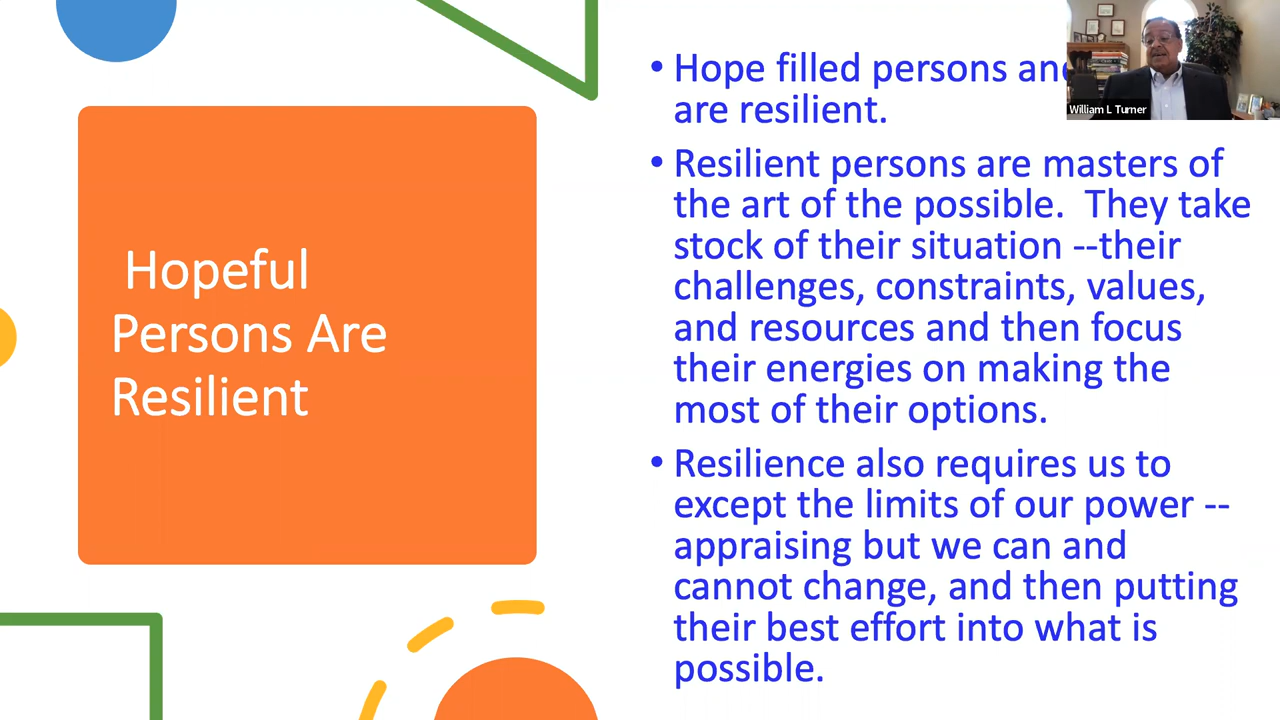 Hopeful
Persons Are
Resilient
• Hope filled persons and
are resilient.
• Resilient persons are masters of
the art of the possible.  They take
stock of their situation --their
challenges, constraints, values,
and resources and then focus
their energies on making the
most of their options.
• Resilience also requires us to
except the limits of our power --
appraising but we can and
cannot change, and then putting
their best effort into what is
possible.
William L Turner